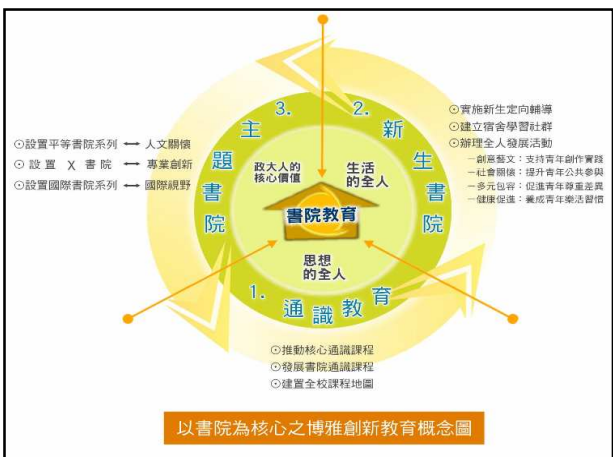 ⊙設置平等書院系列 ⟷ 人文關懷
⊙設置 X 書院 ⟷ 專業創新
⊙設置國際書院系列 ⟷ 國際視野
3. 主題書院
2. 新生書院
⊙實施新生定向輔導
⊙建立宿舍學習社群
⊙辦理全人發展活動
－創意藝文：支持青年創作實踐
－社會關懷：提升青年公共參與
－多元包容：促進青年尊重差異
－健康促進：養成青年樂活習慣
政大人的
核心價值
生活
的全人
書院教育
思想
的全人
1. 通識教育
⊙推動核心通識課程
⊙發展書院通識課程
⊙建置全校課程地圖
以書院為核心之博雅創新教育概念圖